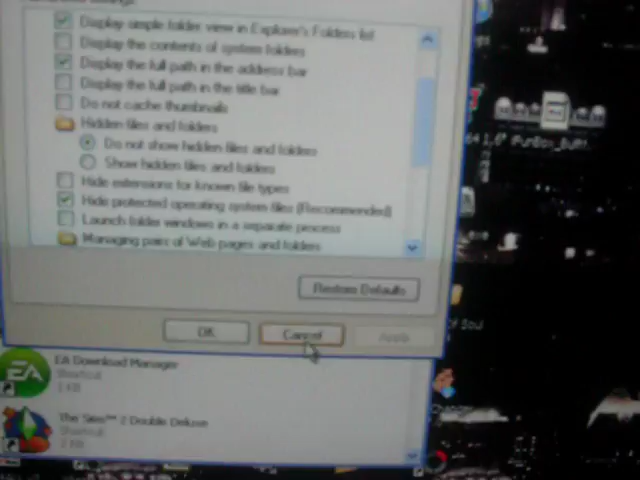 Display simple folder view in Explorer's Folders list
Display the contents of system folders
Display the full path in the address bar
Display the full path in the title bar
Do not cache thumbnails
Hidden files and folders
Do not show hidden files and folders
Show hidden files and folders
Hide extensions for known file types
Hide protected operating system files (Recommended)
Launch folder windows in a separate process
Managing pairs of Web pages and folders
Restore Defaults
OK
Cancel
Apply
EA
EA Download Manager
Shortcut
1 KB
The Sims™ 2 Double Deluxe
Shortcut
2 KB
of Soul